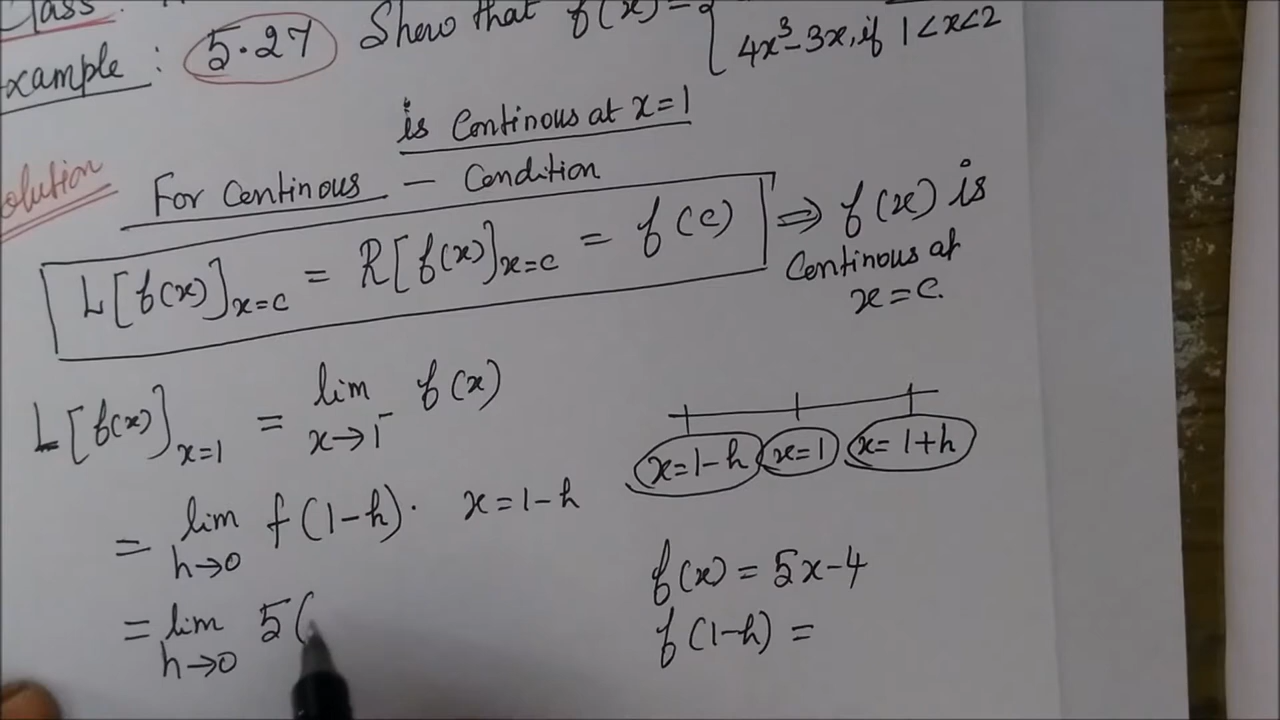 Class:
Example : 5.27 Show that f(x) = {
4x³-3x, if 1<x<2
is Continous at x=1
Solution
For Continous – Condition
L[f(x)]x=c = R[f(x)]x=c = f(c) ⇒ f(x) is
Continous at
x=c.
L[f(x)]x=1 = lim x→1⁻ f(x)
x=1-h x=1 x=1+h
= lim h→0 f(1-h). x=1-h
f(x) = 5x-4
= lim h→0 5(
f(1-h) =